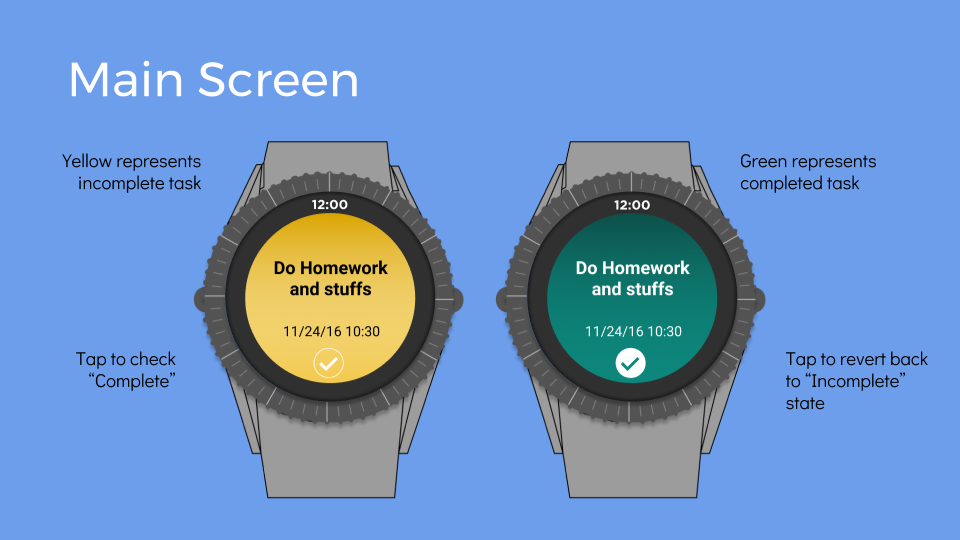 Main Screen
Yellow represents
incomplete task
Green represents
completed task
12:00
Do Homework
and stuffs
11/24/16 10:30
12:00
Do Homework
and stuffs
11/24/16 10:30
Tap to check
“Complete”
Tap to revert back
to “Incomplete”
state